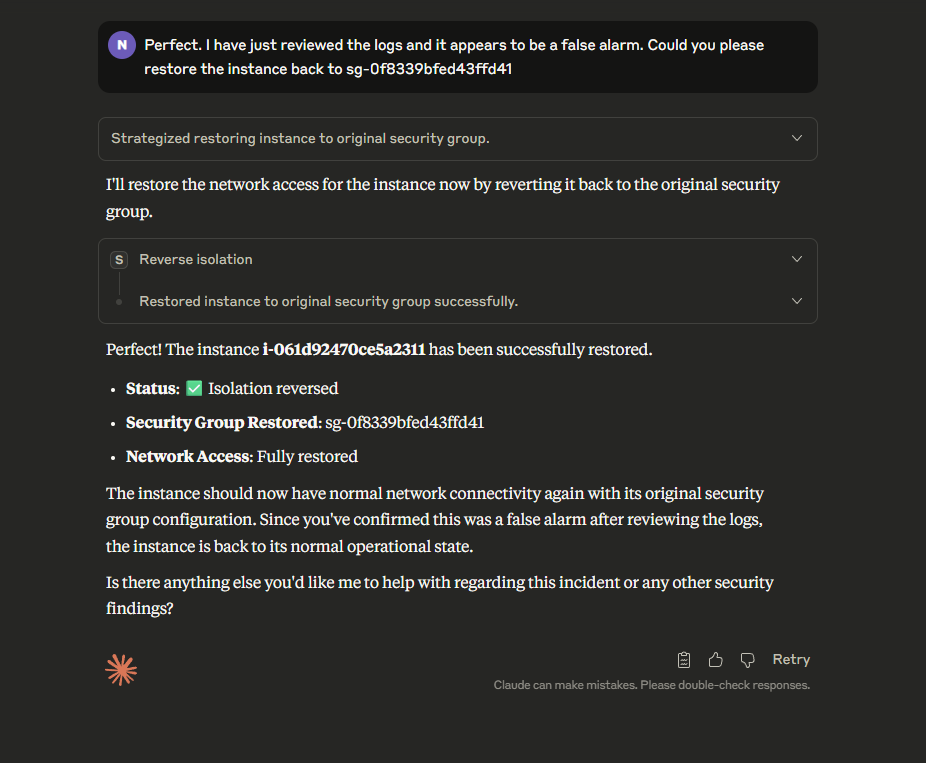 N
Perfect. I have just reviewed the logs and it appears to be a false alarm. Could you please
restore the instance back to sg-0f8339bfed43ffd41
Strategized restoring instance to original security group.
I'll restore the network access for the instance now by reverting it back to the original security
group.
S Reverse isolation
Restored instance to original security group successfully.
Perfect! The instance i-061d92470ce5a2311 has been successfully restored.
• Status: ✅ Isolation reversed
• Security Group Restored: sg-0f8339bfed43ffd41
• Network Access: Fully restored
The instance should now have normal network connectivity again with its original security
group configuration. Since you've confirmed this was a false alarm after reviewing the logs,
the instance is back to its normal operational state.
Is there anything else you'd like me to help with regarding this incident or any other security
findings?
Retry
Claude can make mistakes. Please double-check responses.